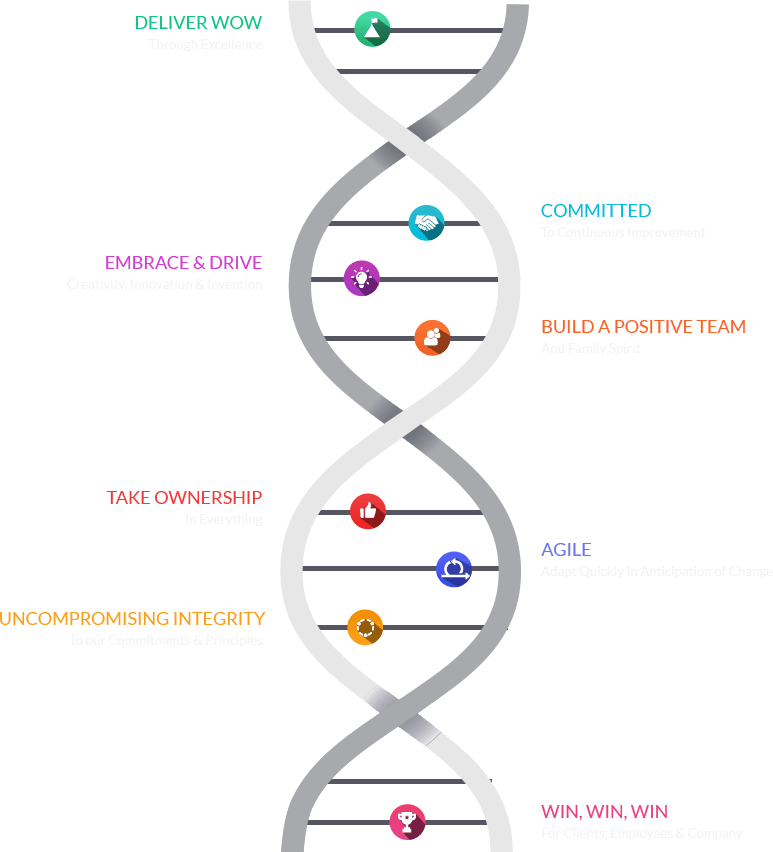 DELIVER WOW
Through Excellence
COMMITTED
To Continuous Improvement
EMBRACE & DRIVE
Creativity, Innovation & Invention
BUILD A POSITIVE TEAM
And Family Spirit
TAKE OWNERSHIP
In Everything
AGILE
Adapt Quickly in Anticipation of Change
UNCOMPROMISING INTEGRITY
To our Commitments & Principles
WIN, WIN, WIN
For Clients, Employees & Company